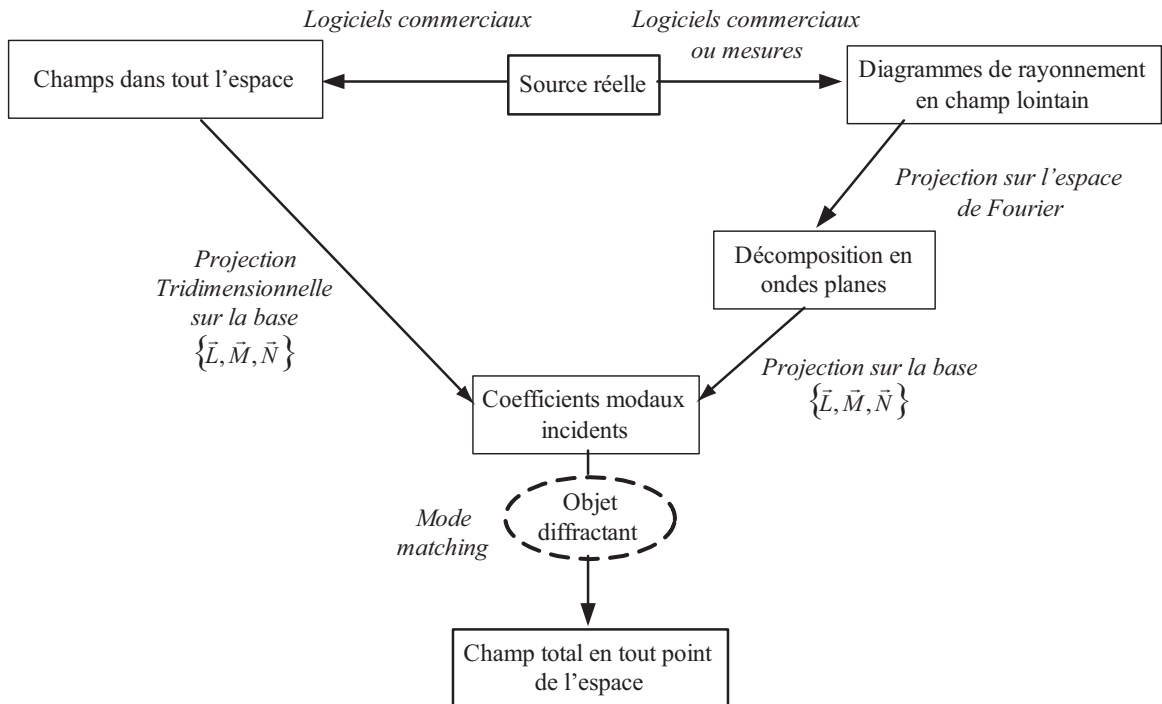 Logiciels commerciaux
Logiciels commerciaux
ou mesures
Champs dans tout l’espace
Source réelle
Diagrammes de rayonnement
en champ lointain
Projection sur l’espace
de Fourier
Décomposition en
ondes planes
Projection
Tridimensionnelle
sur la base
{L⃗, M⃗, N⃗}
Projection sur la base
{L⃗, M⃗, N⃗}
Coefficients modaux
incidents
Objet
diffractant
Mode
matching
Champ total en tout point
de l’espace